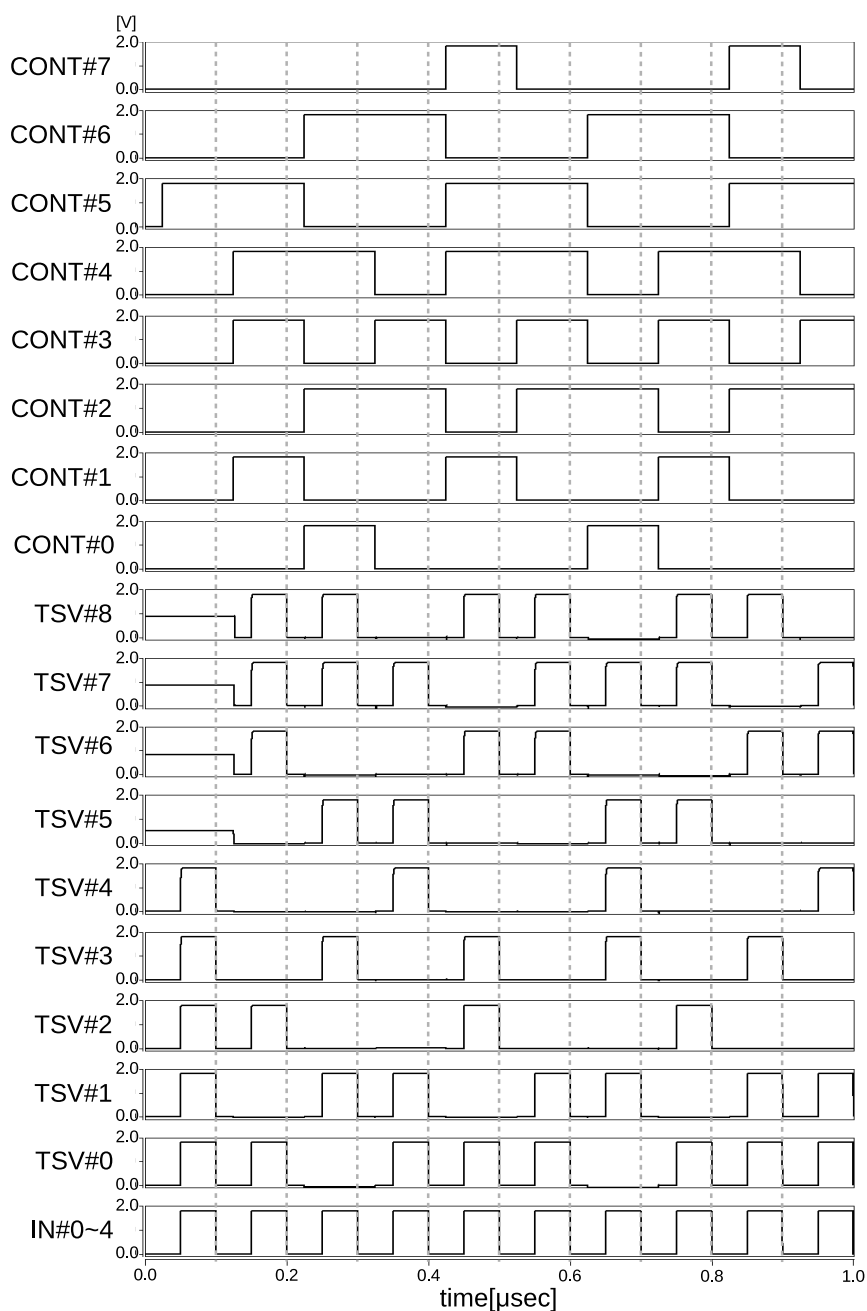 [V]
CONT#7
2.0
0.0
CONT#6
2.0
0.0
CONT#5
2.0
0.0
CONT#4
2.0
0.0
CONT#3
2.0
0.0
CONT#2
2.0
0.0
CONT#1
2.0
0.0
CONT#0
2.0
0.0
TSV#8
2.0
0.0
TSV#7
2.0
0.0
TSV#6
2.0
0.0
TSV#5
2.0
0.0
TSV#4
2.0
0.0
TSV#3
2.0
0.0
TSV#2
2.0
0.0
TSV#1
2.0
0.0
TSV#0
2.0
0.0
IN#0~4
2.0
0.0
0.0 0.2 0.4 0.6 0.8 1.0
time[µsec]